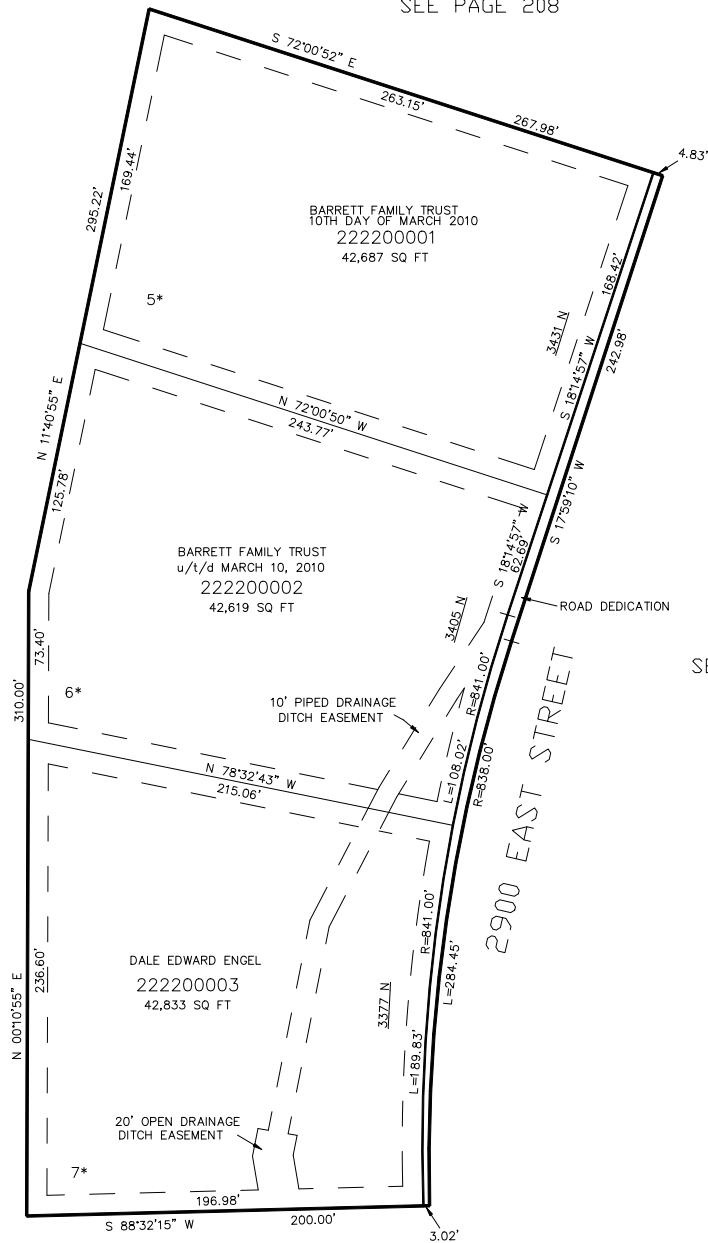 SEE PAGE 208
S 72°00'52" E
263.15'
267.98'
4.83'
295.22'
169.44'
BARRETT FAMILY TRUST
10TH DAY OF MARCH 2010
222200001
42,687 SQ FT
5*
3431 N
168.42'
S 18°14'57" W
242.98'
N 11°40'55" E
125.78'
N 72°00'50" W
243.77'
S 18°14'57" W
62.69'
S 17°59'10" W
BARRETT FAMILY TRUST
u/t/d MARCH 10, 2010
222200002
42,619 SQ FT
3405 N
ROAD DEDICATION
73.40'
310.00'
6*
10' PIPED DRAINAGE
DITCH EASEMENT
SE
R=841.00'
L=108.02'
R=838.00'
2900 EAST STREET
N 78°32'43" W
215.06'
N 00°10'55" E
236.60'
DALE EDWARD ENGEL
222200003
42,833 SQ FT
3377 N
R=841.00'
L=284.45'
L=189.83'
20' OPEN DRAINAGE
DITCH EASEMENT
7*
196.98'
S 88°32'15" W
200.00'
3.02'